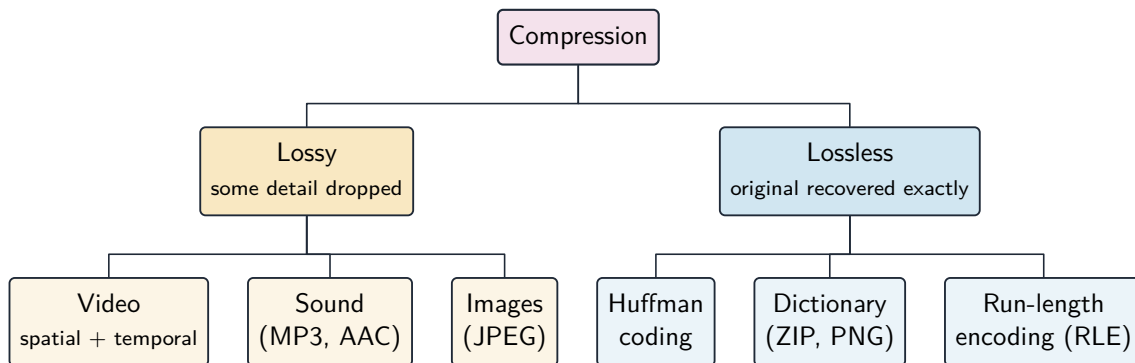 Compression
Lossy
some detail dropped
Lossless
original recovered exactly
Video
spatial + temporal
Sound
(MP3, AAC)
Images
(JPEG)
Huffman
coding
Dictionary
(ZIP, PNG)
Run-length
encoding (RLE)